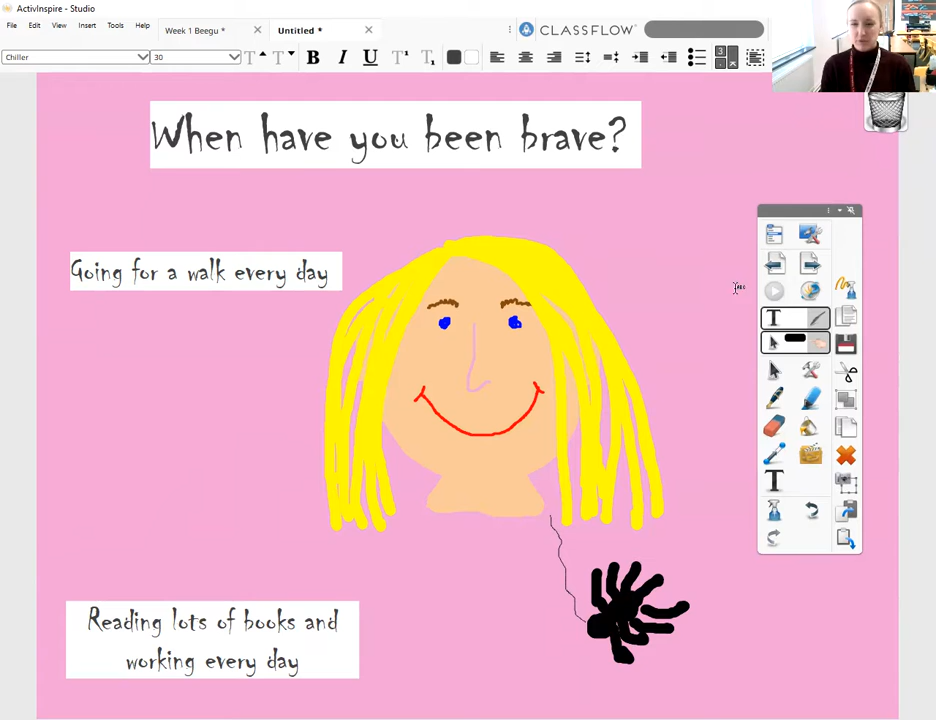 ActivInspire - Studio
File Edit View Insert Tools Help
Week 1 Beegu *
Untitled *
CLASSFLOW
Chiller
30
When have you been brave?
Going for a walk every day
Reading lots of books and
working every day